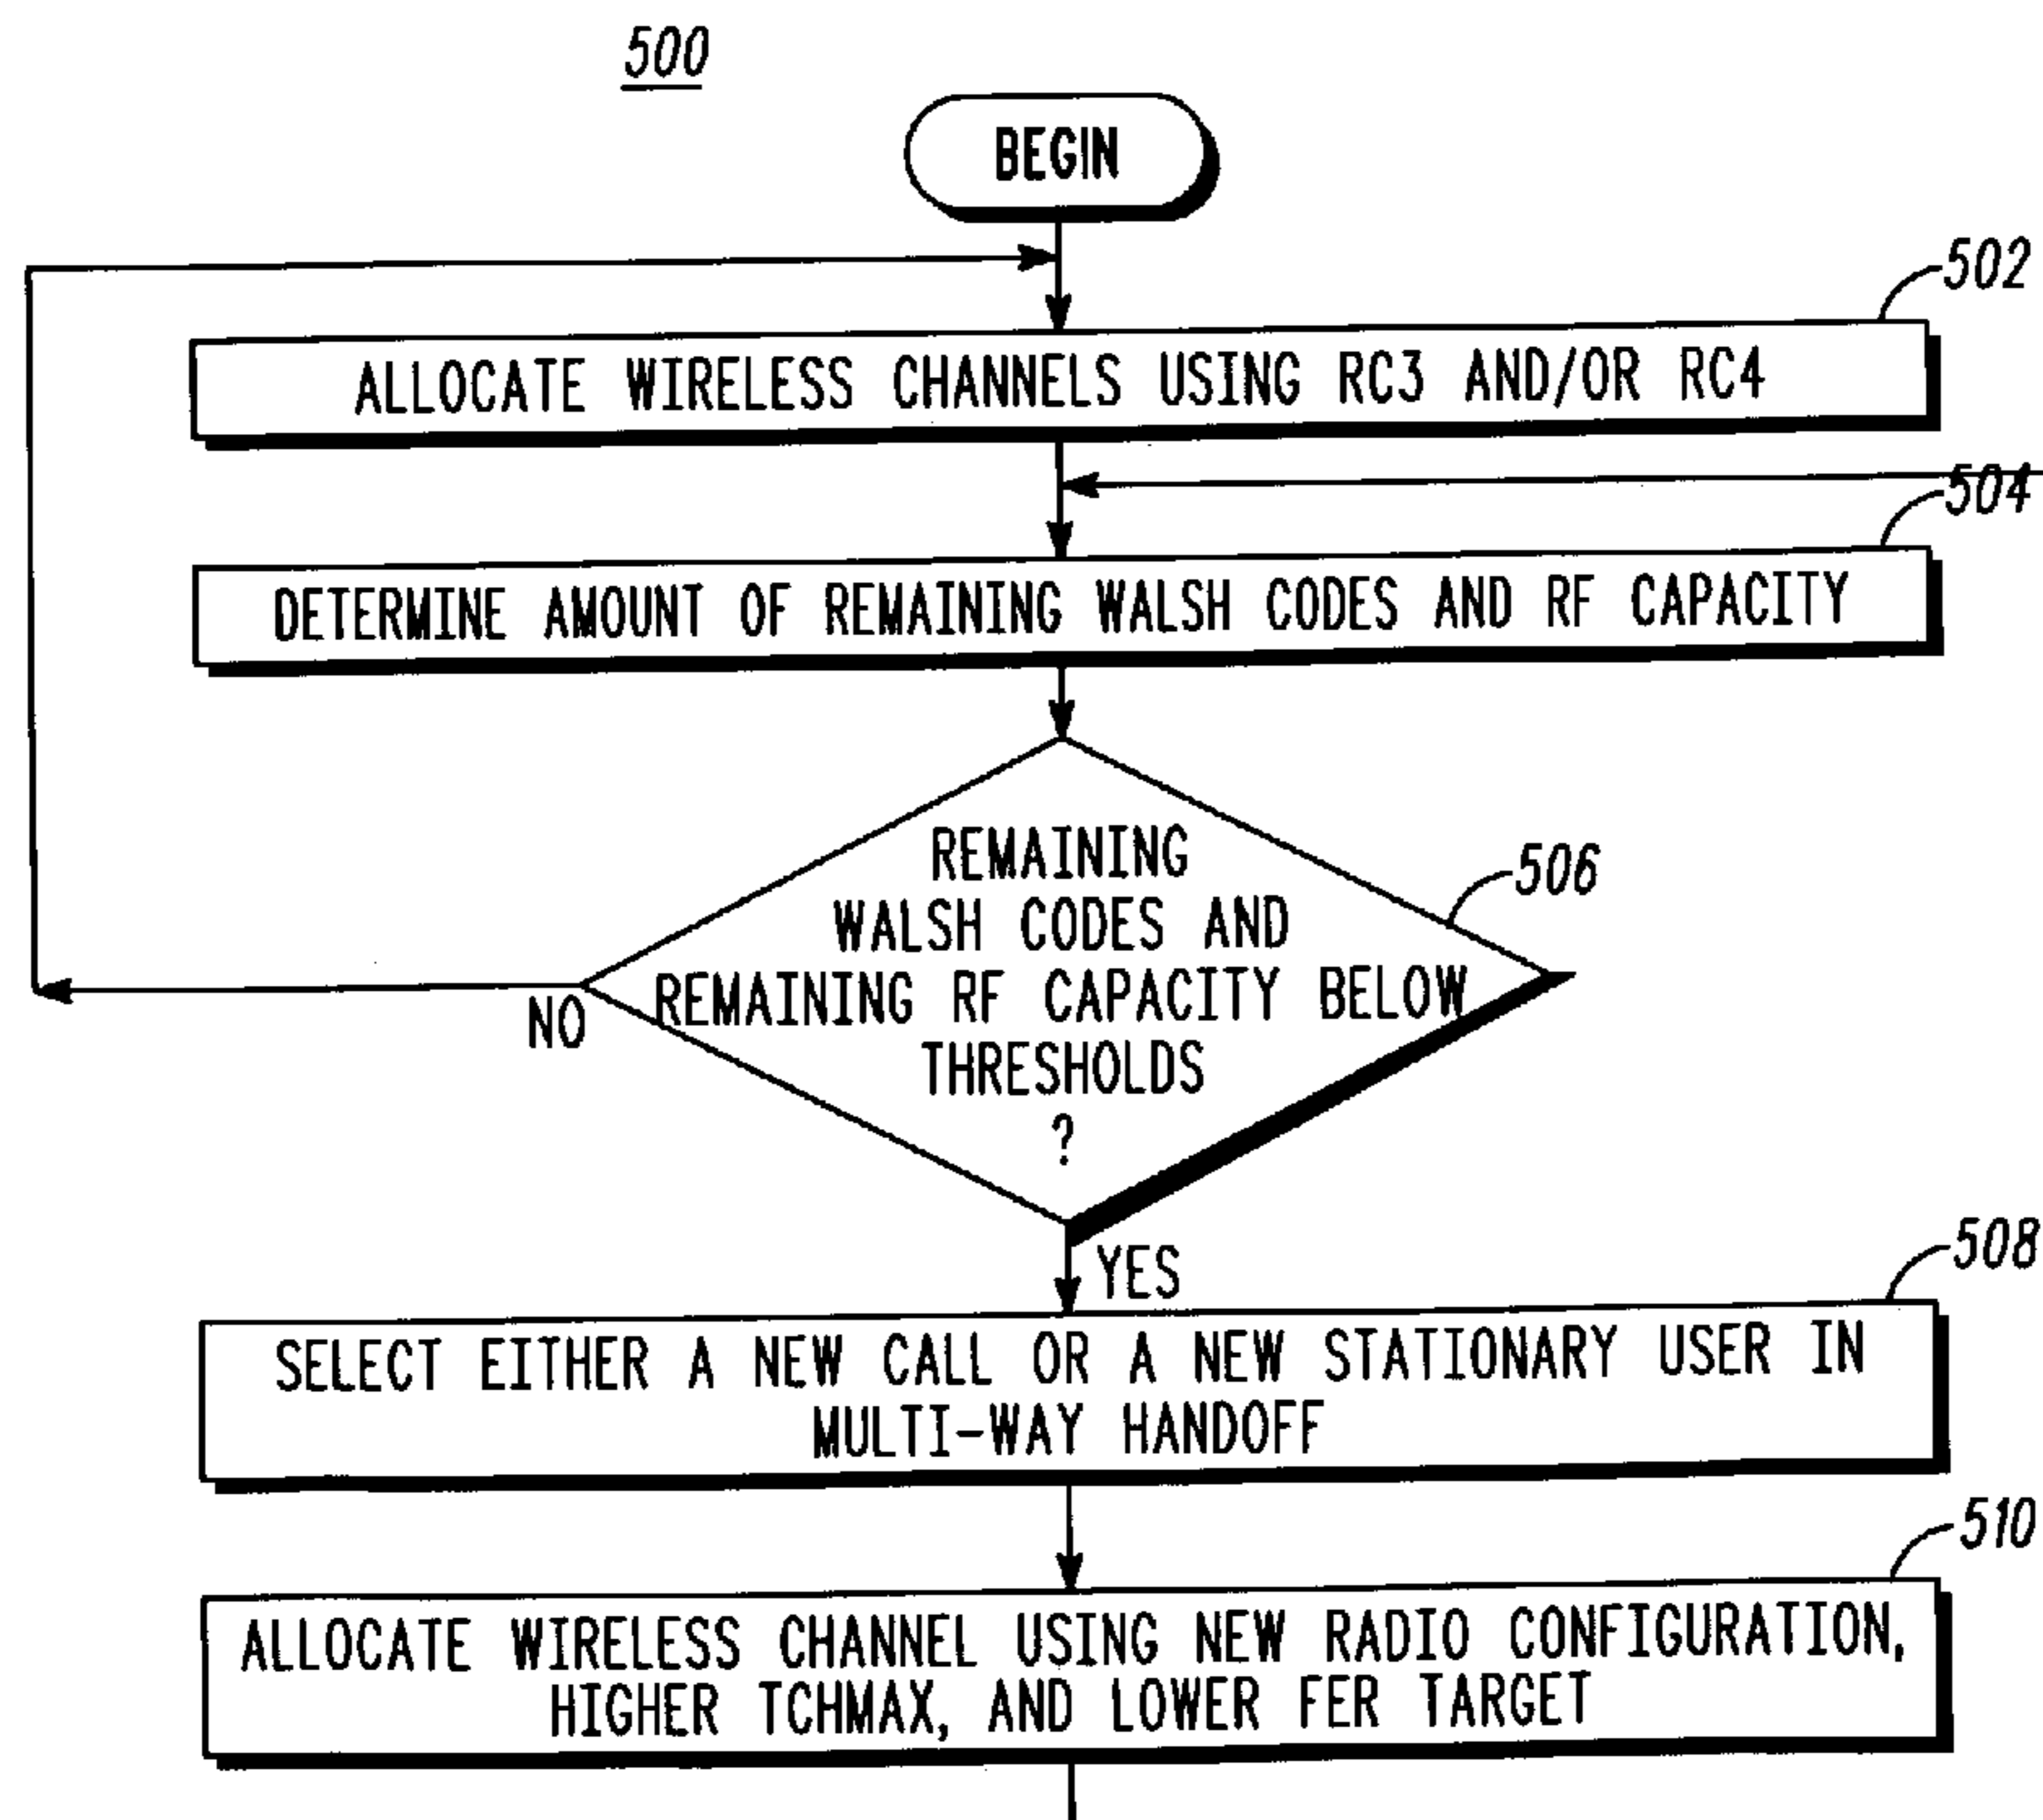 500
BEGIN
502
ALLOCATE WIRELESS CHANNELS USING RC3 AND/OR RC4
504
DETERMINE AMOUNT OF REMAINING WALSH CODES AND RF CAPACITY
REMAINING
WALSH CODES AND
REMAINING RF CAPACITY BELOW
THRESHOLDS
?
506
NO
YES
508
SELECT EITHER A NEW CALL OR A NEW STATIONARY USER IN
MULTI-WAY HANDOFF
510
ALLOCATE WIRELESS CHANNEL USING NEW RADIO CONFIGURATION,
HIGHER TCHMAX, AND LOWER FER TARGET